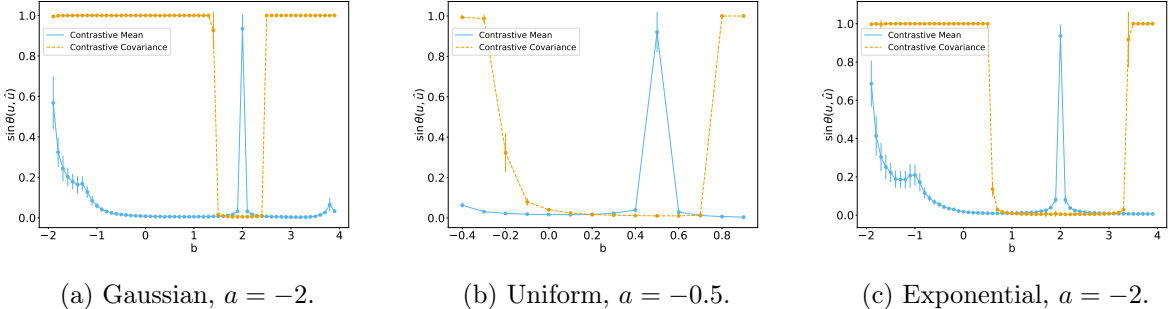 1.0
0.8
0.6
0.4
0.2
0.0
sin θ(u, û)
Contrastive Mean
Contrastive Covariance
−2 −1 0 1 2 3 4
b
(a) Gaussian, a = −2.
1.0
0.8
0.6
0.4
0.2
0.0
sin θ(u, û)
Contrastive Mean
Contrastive Covariance
−0.4 −0.2 0.0 0.2 0.4 0.6 0.8
b
(b) Uniform, a = −0.5.
1.0
0.8
0.6
0.4
0.2
0.0
sin θ(u, û)
Contrastive Mean
Contrastive Covariance
−2 −1 0 1 2 3 4
b
(c) Exponential, a = −2.